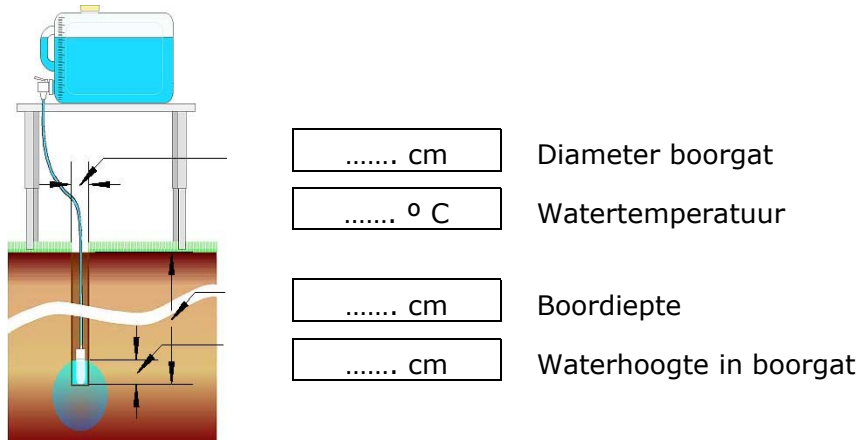 ……. cm Diameter boorgat
……. º C Watertemperatuur
……. cm Boordiepte
……. cm Waterhoogte in boorgat